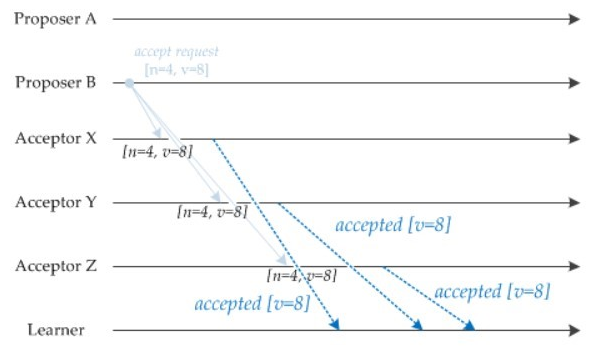 Proposer A
accept request
[n=4, v=8]
Proposer B
Acceptor X
[n=4, v=8]
Acceptor Y
[n=4, v=8]
accepted [v=8]
Acceptor Z
[n=4, v=8]
accepted [v=8]
accepted [v=8]
Learner